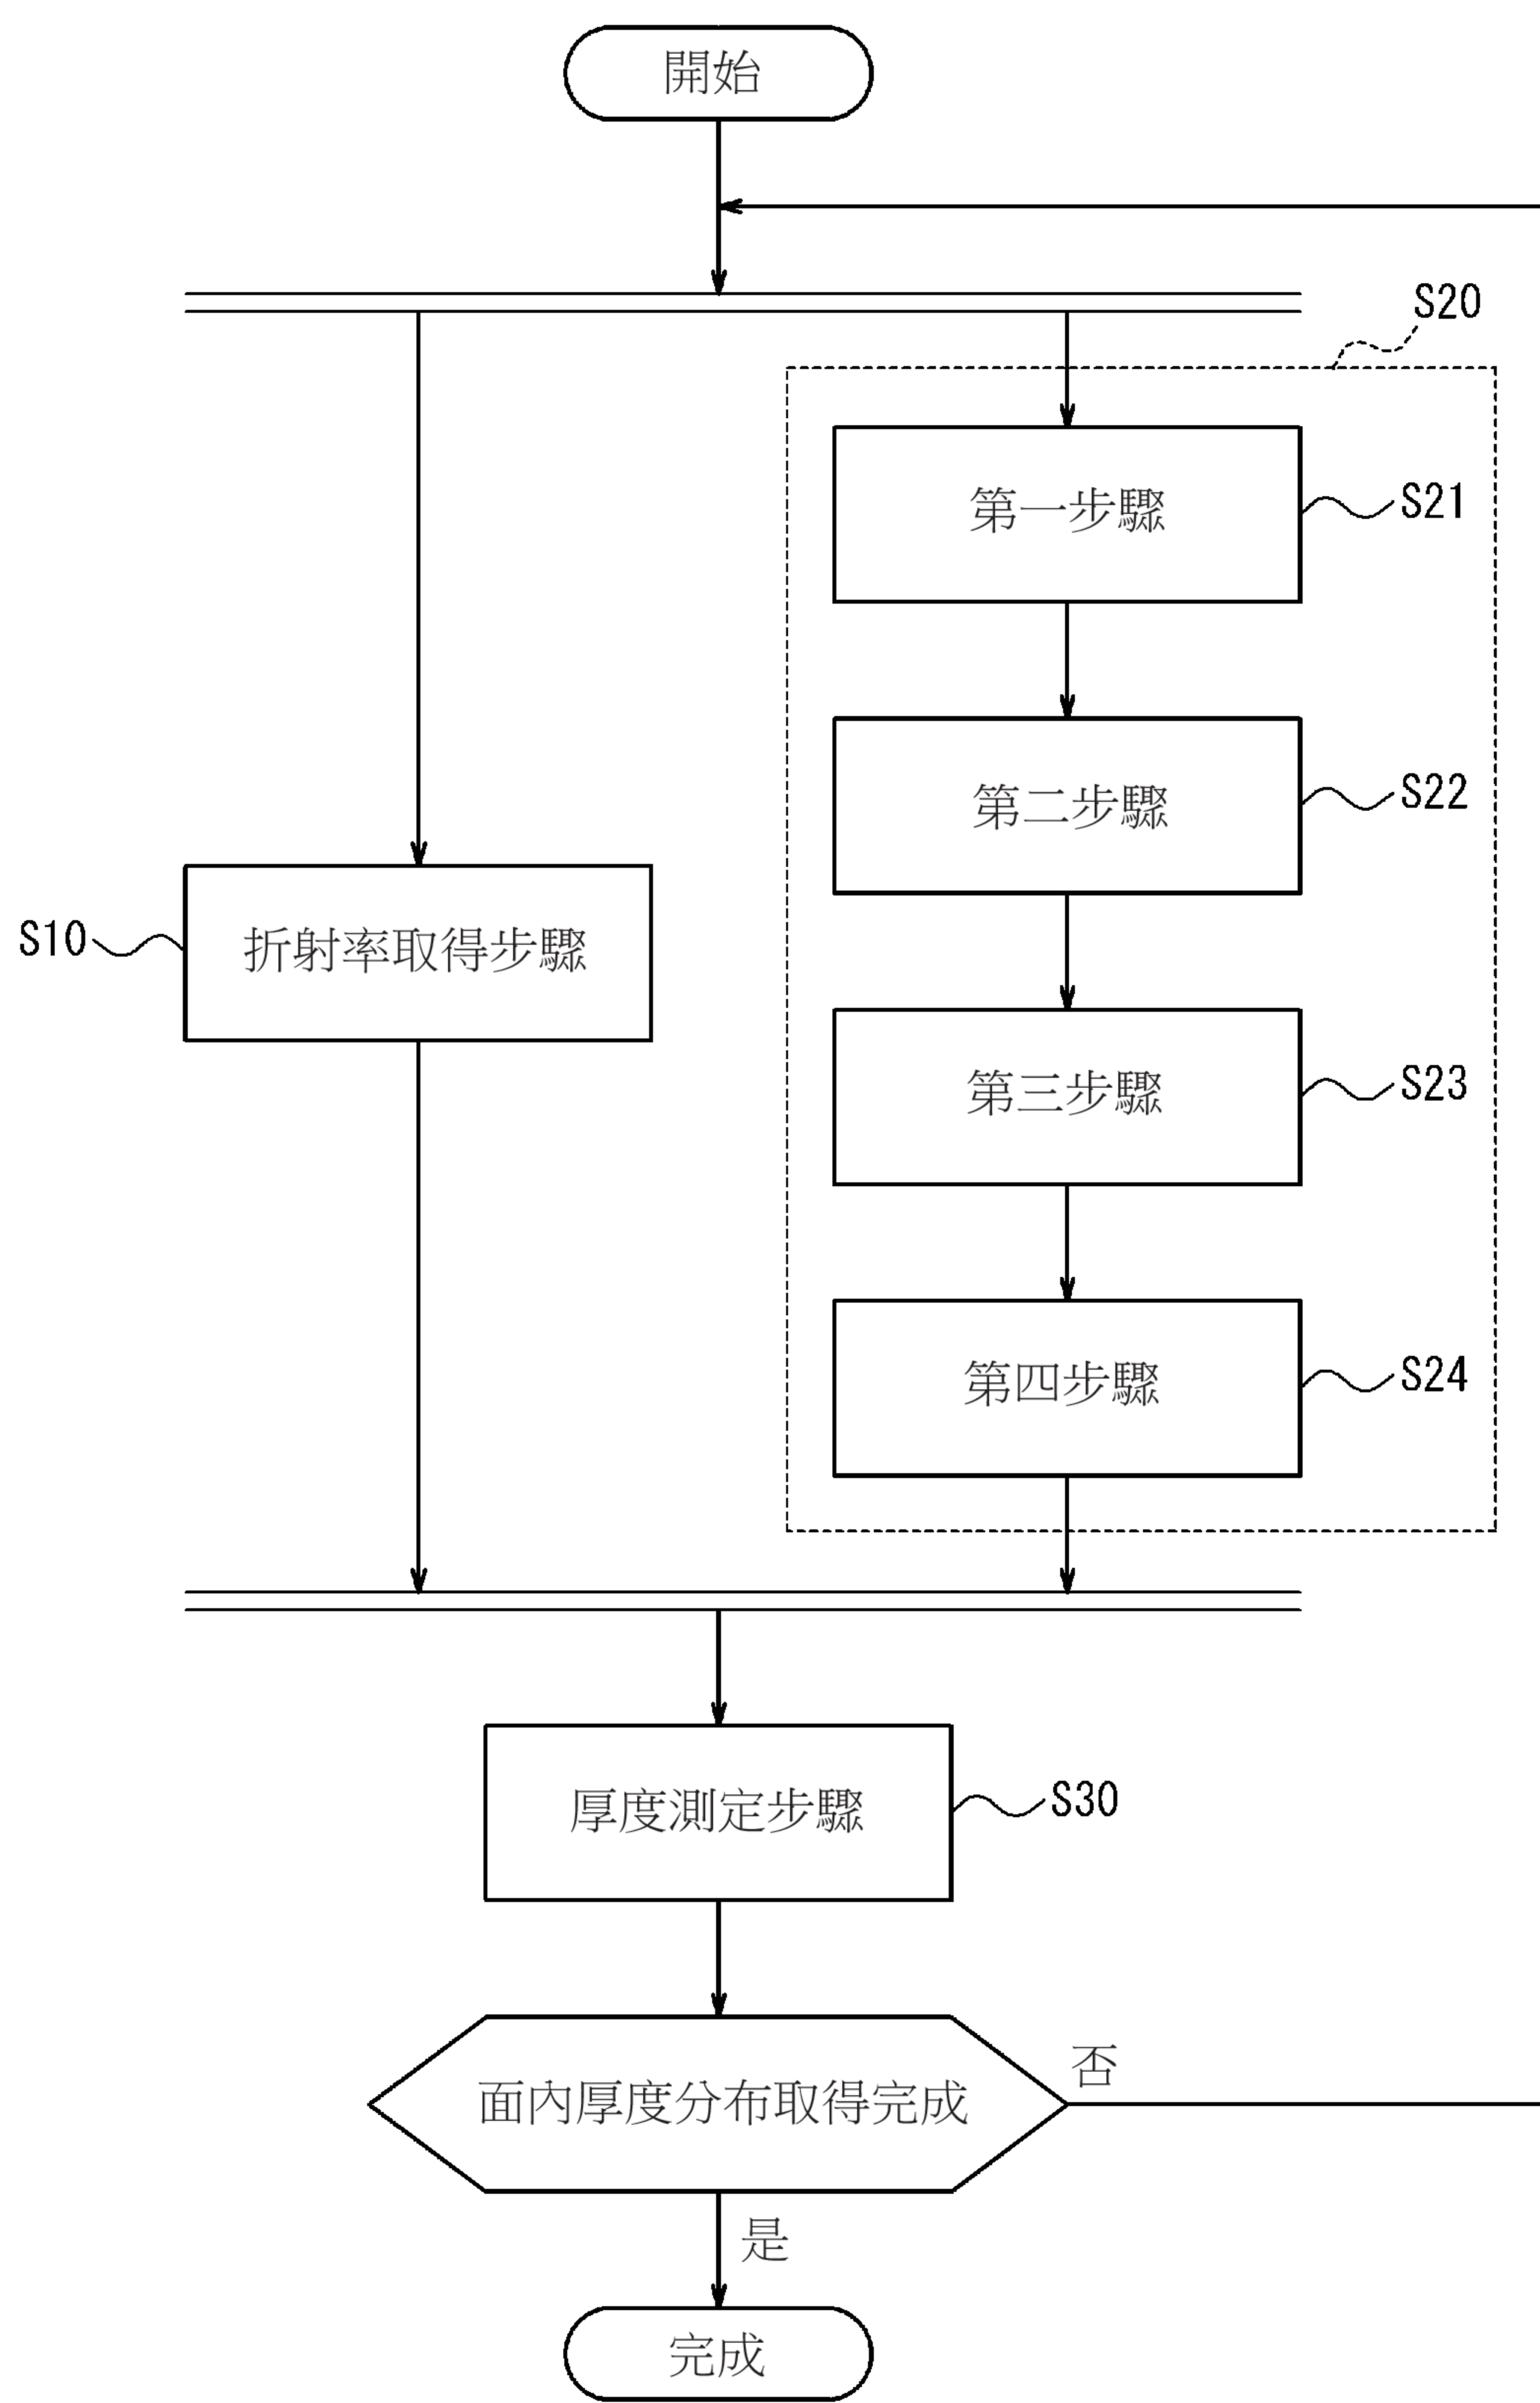 開始
S20
第一步驟
S21
第二步驟
S22
S10
折射率取得步驟
第三步驟
S23
第四步驟
S24
厚度測定步驟
S30
面內厚度分布取得完成
否
是
完成